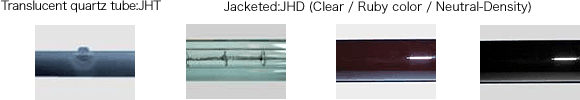 Translucent quartz tube:JHT
Jacketed:JHD (Clear / Ruby color / Neutral-Density)